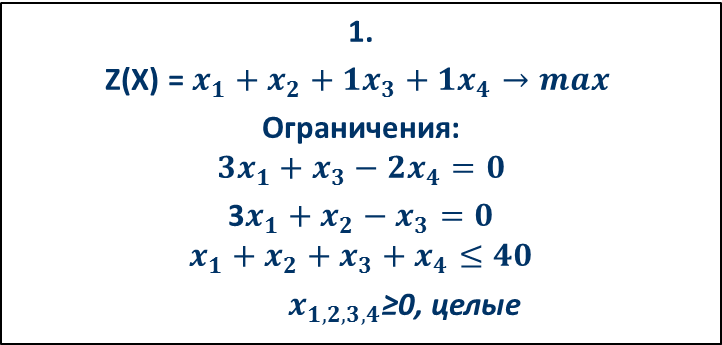 1.
Z(X) = x₁ + x₂ + 1x₃ + 1x₄ → max
Ограничения:
3x₁ + x₃ − 2x₄ = 0
3x₁ + x₂ − x₃ = 0
x₁ + x₂ + x₃ + x₄ ≤ 40
x₁,₂,₃,₄≥0, целые